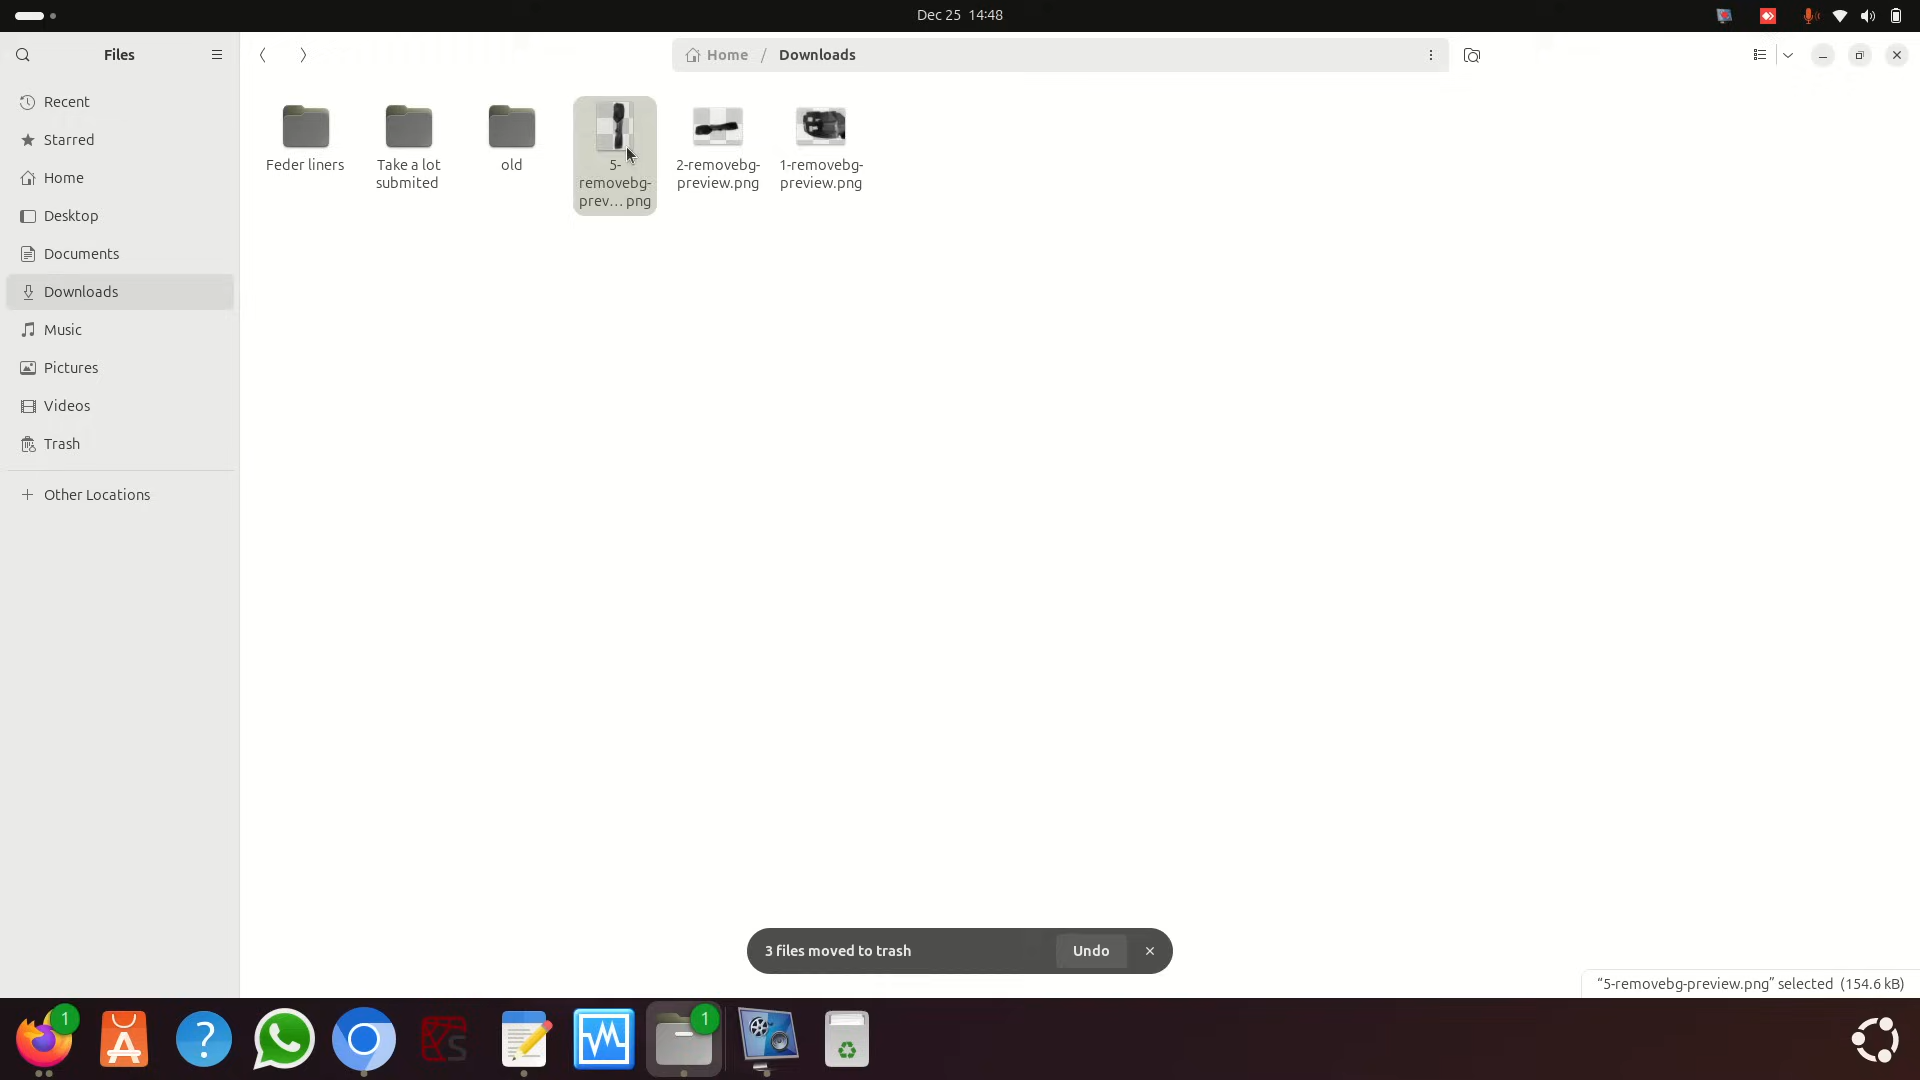 Dec 25 14:48
Files
Home / Downloads
Recent
Starred
Home
Desktop
Documents
Downloads
Music
Pictures
Videos
Trash
Other Locations
Feder liners
Take a lot
submited
old
5-
removebg-
prev...png
2-removebg-
preview.png
1-removebg-
preview.png
3 files moved to trash
Undo
"5-removebg-preview.png" selected (154.6 kB)
1
1